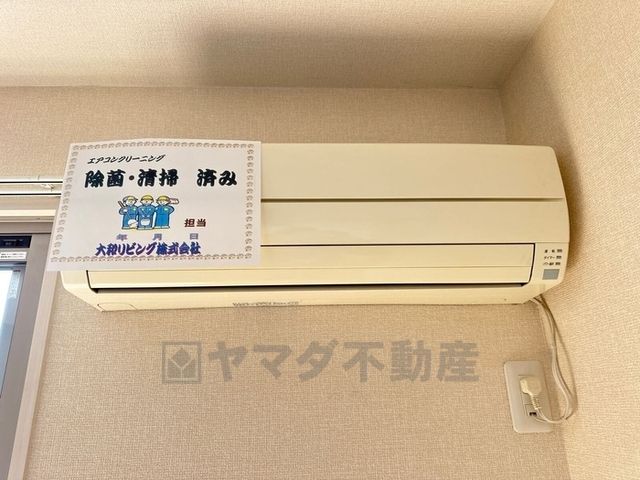 エアコンクリーニング
除菌・清掃 済み
担当
年 月 日
大和リビング株式会社
ヤマダ不動産